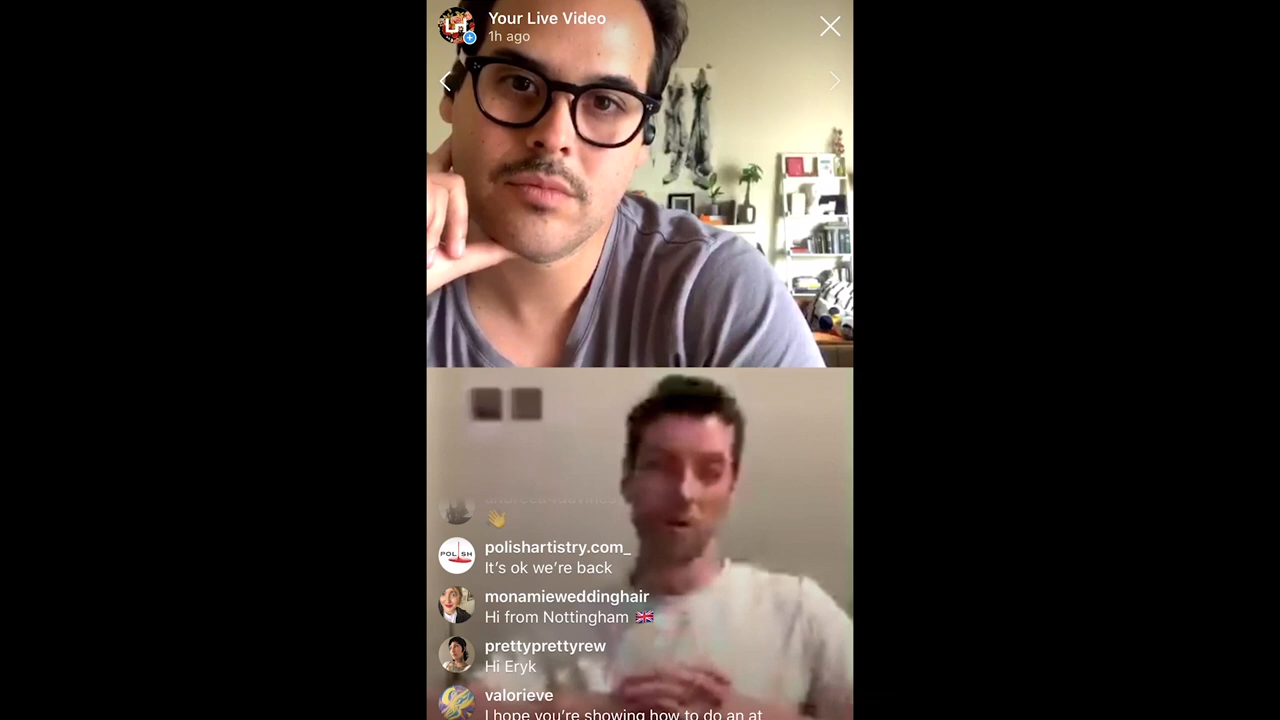 Your Live Video
1h ago
👋
POLISH
polishartistry.com_
It’s ok we’re back
monamieweddinghair
Hi from Nottingham 🇬🇧
prettyprettyrew
Hi Eryk
valorieve
I hope you’re showing how to do an at